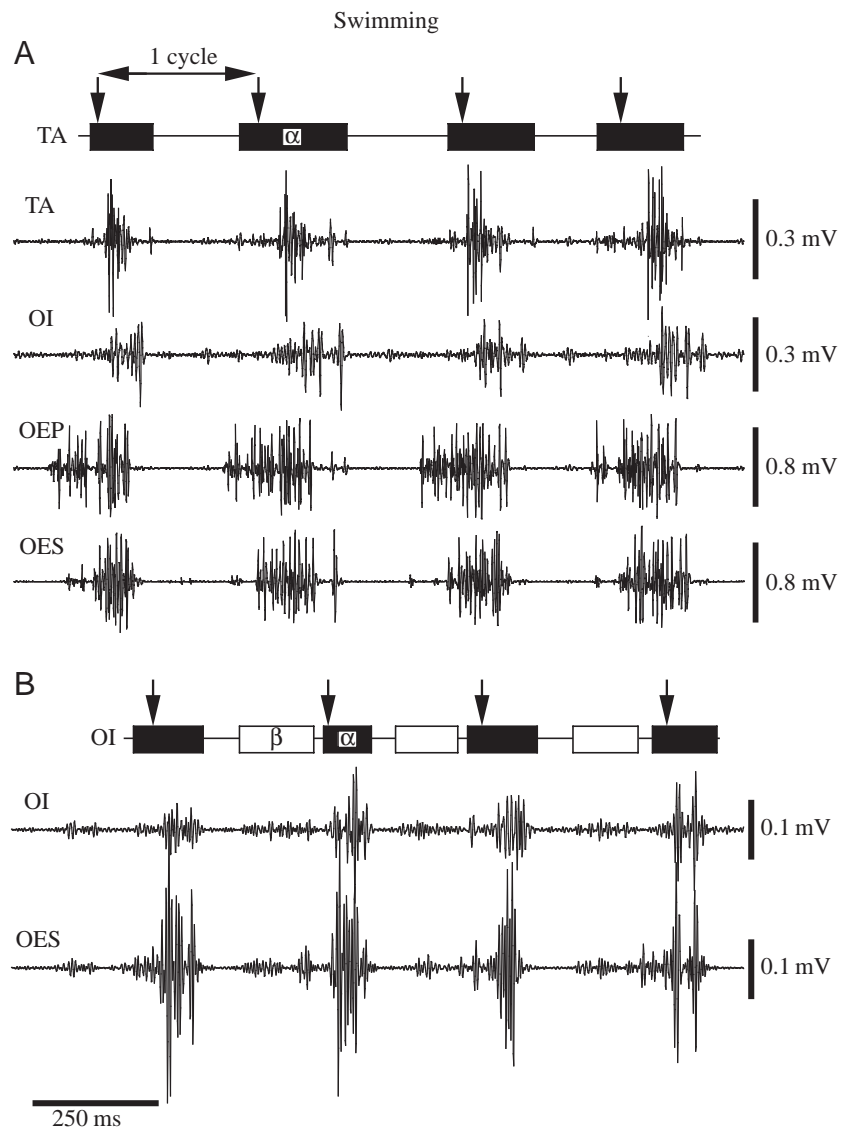 Swimming
A
1 cycle
TA
α
TA
0.3 mV
OI
0.3 mV
OEP
0.8 mV
OES
0.8 mV
B
OI
β
α
OI
0.1 mV
OES
0.1 mV
250 ms